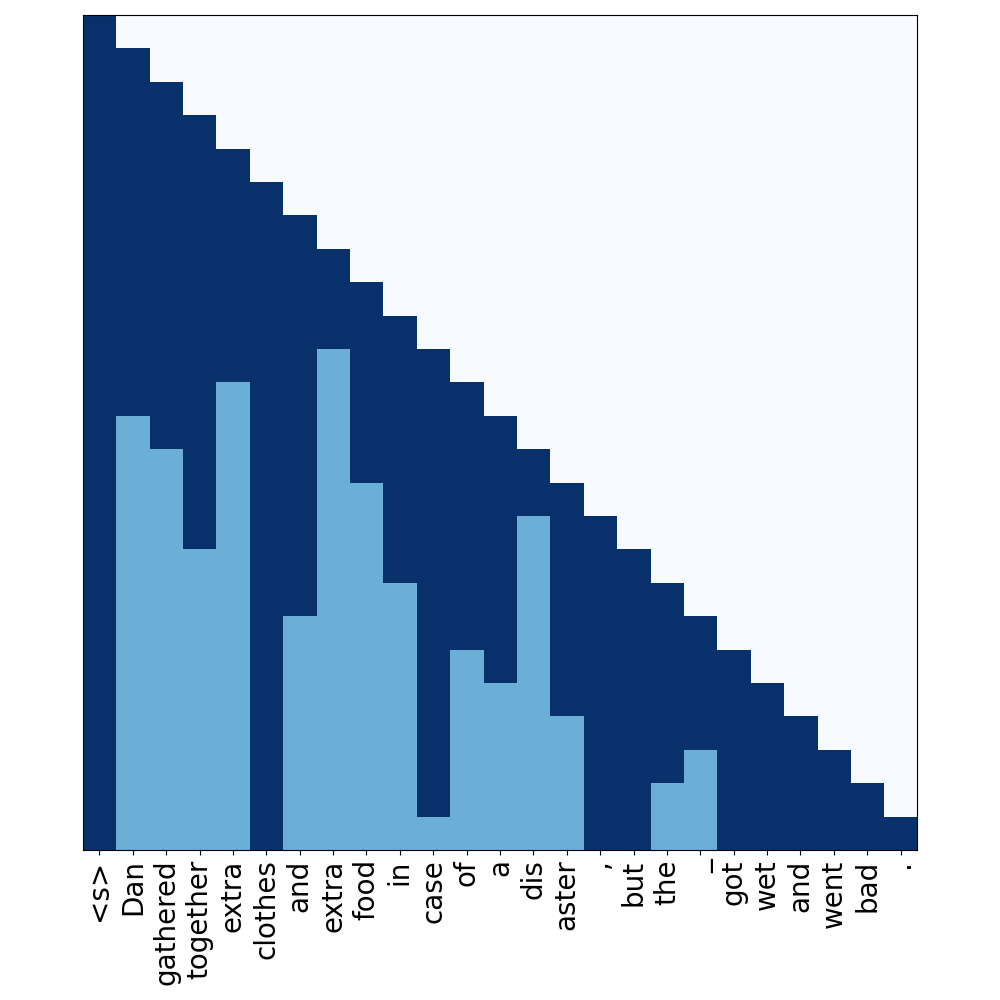 <s> Dan gathered together extra clothes and extra food in case of a dis aster , but the _ got wet and went bad .